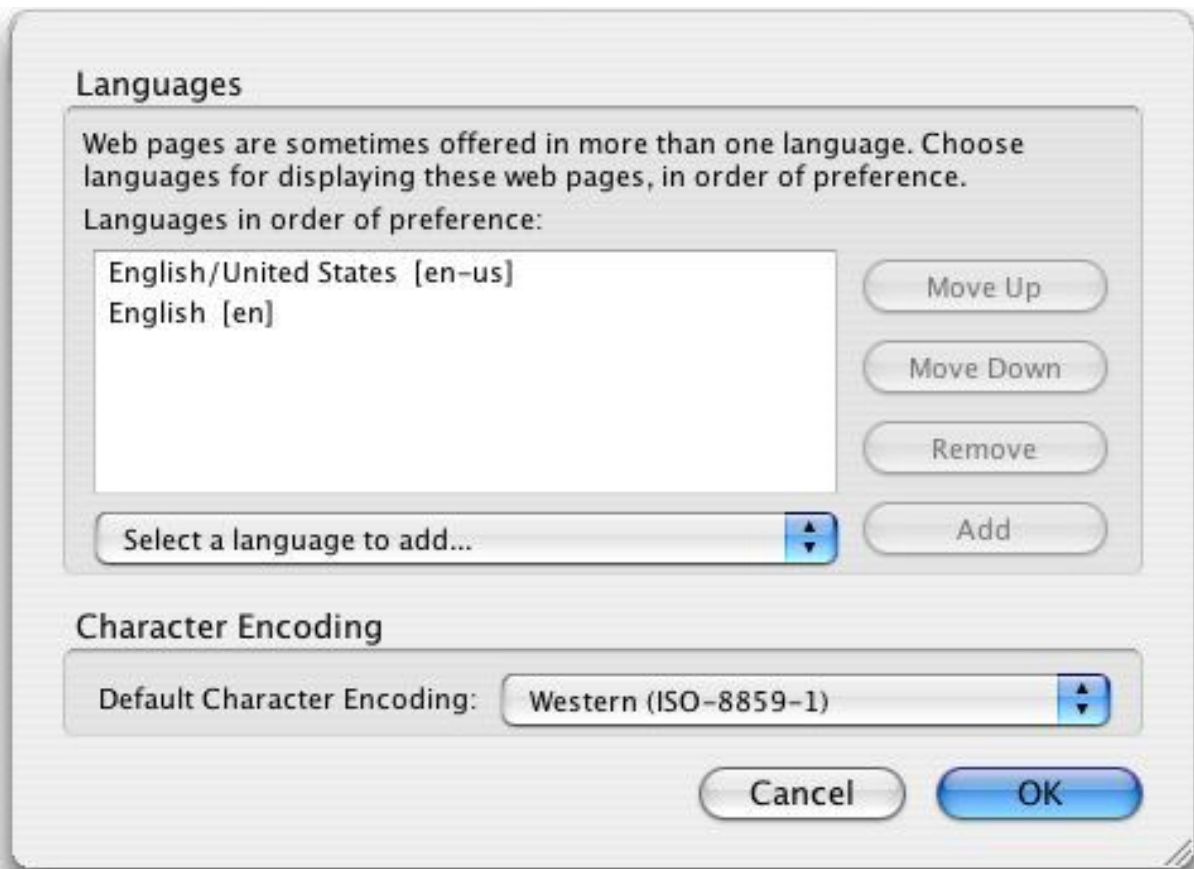 Languages
Web pages are sometimes offered in more than one language. Choose
languages for displaying these web pages, in order of preference.
Languages in order of preference:
English/United States  [en-us]
English  [en]
Move Up
Move Down
Remove
Select a language to add...
Add
Character Encoding
Default Character Encoding:
Western (ISO-8859-1)
Cancel
OK